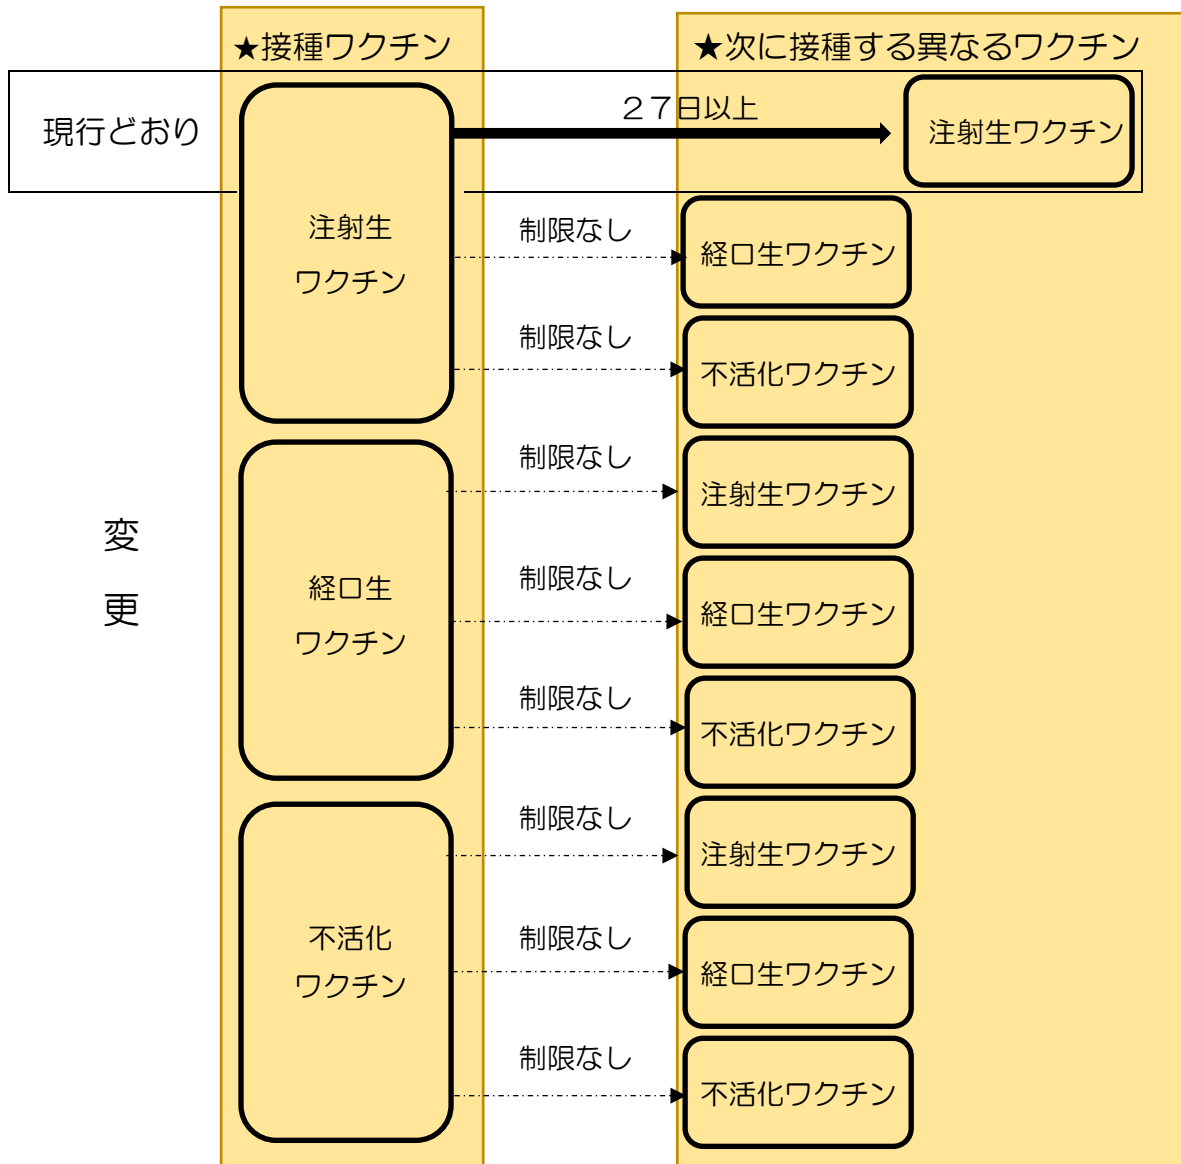 ★接種ワクチン
★次に接種する異なるワクチン
現行どおり
２７日以上
注射生ワクチン
注射生
ワクチン
制限なし
経口生ワクチン
制限なし
不活化ワクチン
変
更
経口生
ワクチン
制限なし
注射生ワクチン
制限なし
経口生ワクチン
制限なし
不活化ワクチン
不活化
ワクチン
制限なし
注射生ワクチン
制限なし
経口生ワクチン
制限なし
不活化ワクチン